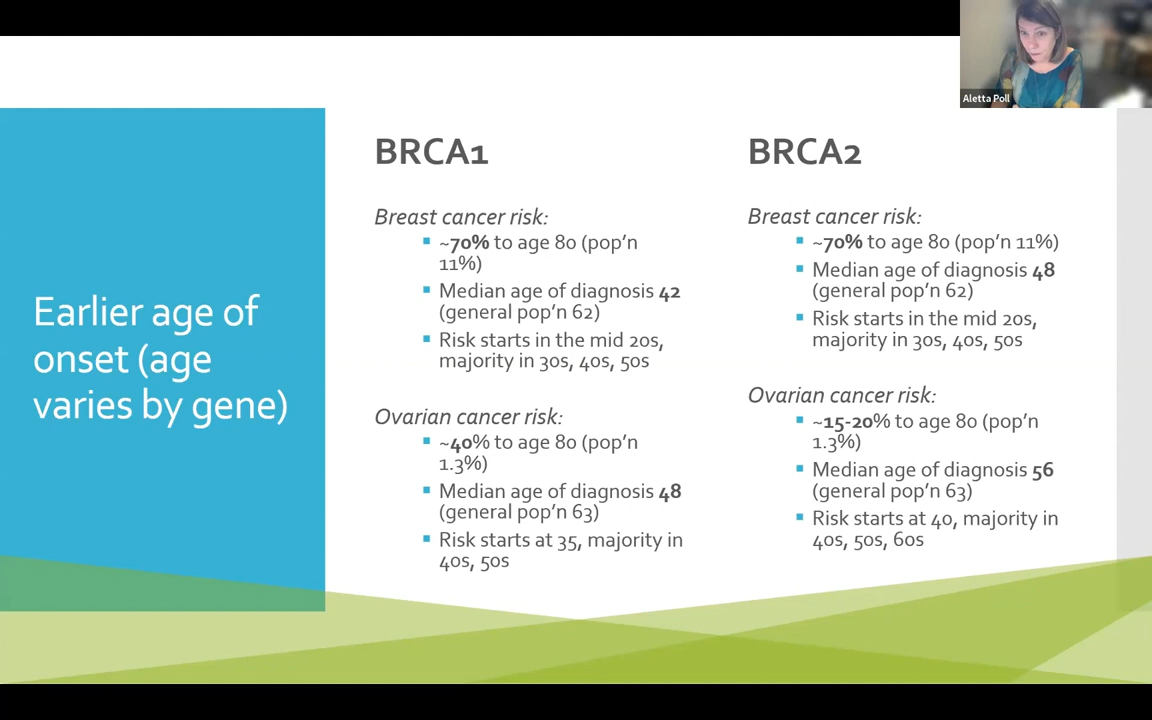 Aletta Poll
Earlier age of
onset (age
varies by gene)
BRCA1
Breast cancer risk:
~70% to age 80 (pop’n
11%)
Median age of diagnosis 42
(general pop’n 62)
Risk starts in the mid 20s,
majority in 30s, 40s, 50s
Ovarian cancer risk:
~40% to age 80 (pop’n
1.3%)
Median age of diagnosis 48
(general pop’n 63)
Risk starts at 35, majority in
40s, 50s
BRCA2
Breast cancer risk:
~70% to age 80 (pop’n 11%)
Median age of diagnosis 48
(general pop’n 62)
Risk starts in the mid 20s,
majority in 30s, 40s, 50s
Ovarian cancer risk:
~15-20% to age 80 (pop’n
1.3%)
Median age of diagnosis 56
(general pop’n 63)
Risk starts at 40, majority in
40s, 50s, 60s